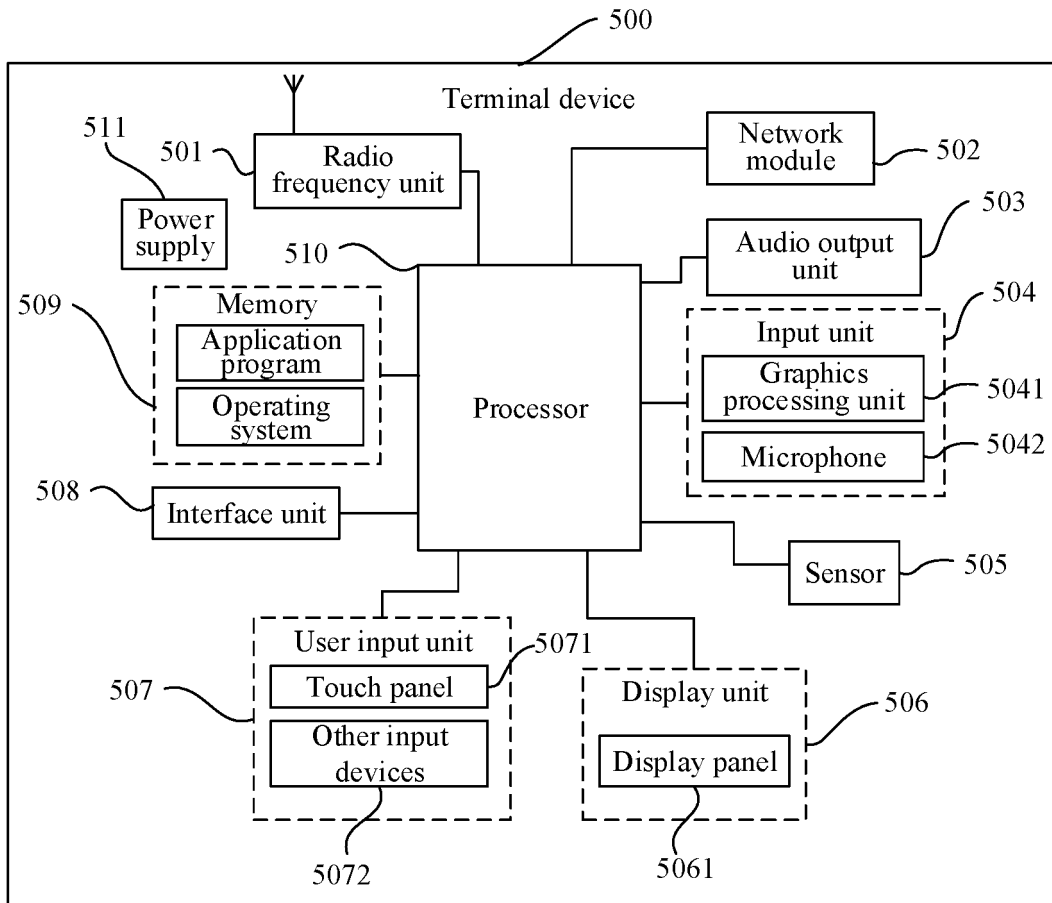 500
Terminal device
511
501
Radio
frequency unit
Network
module
502
Power
supply
503
Audio output
unit
510
509
Memory
Application
program
Operating
system
Processor
504
Input unit
Graphics
processing unit
5041
Microphone
5042
508
Interface unit
Sensor
505
User input unit
5071
507
Touch panel
Other input
devices
5072
Display unit
506
Display panel
5061